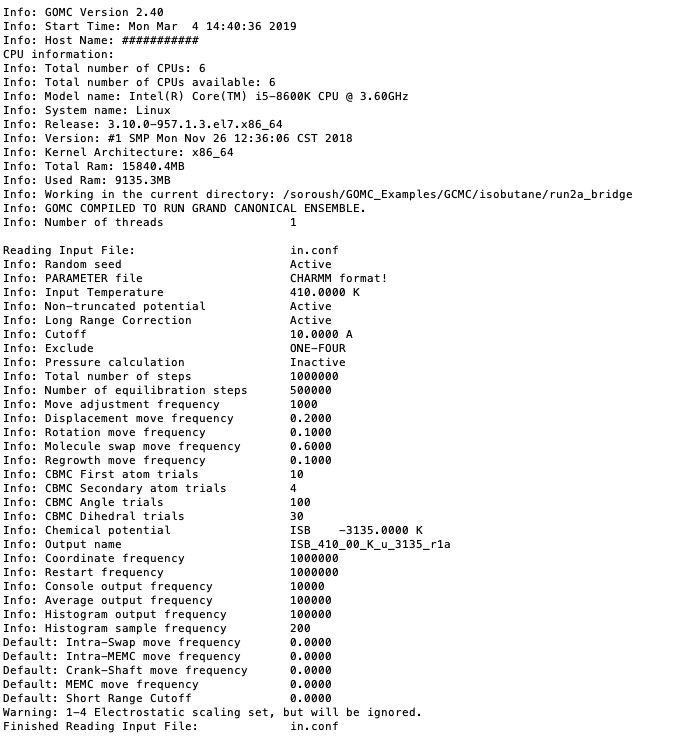 Info: GOMC Version 2.40
Info: Start Time: Mon Mar  4 14:40:36 2019
Info: Host Name: ###########
CPU information:
Info: Total number of CPUs: 6
Info: Total number of CPUs available: 6
Info: Model name: Intel(R) Core(TM) i5-8600K CPU @ 3.60GHz
Info: System name: Linux
Info: Release: 3.10.0-957.1.3.el7.x86_64
Info: Version: #1 SMP Mon Nov 26 12:36:06 CST 2018
Info: Kernel Architecture: x86_64
Info: Total Ram: 15840.4MB
Info: Used Ram: 9135.3MB
Info: Working in the current directory: /soroush/GOMC_Examples/GCMC/isobutane/run2a_bridge
Info: GOMC COMPILED TO RUN GRAND CANONICAL ENSEMBLE.
Info: Number of threads 1
Reading Input File: in.conf
Info: Random seed Active
Info: PARAMETER file CHARMM format!
Info: Input Temperature 410.0000 K
Info: Non-truncated potential Active
Info: Long Range Correction Active
Info: Cutoff 10.0000 A
Info: Exclude ONE-FOUR
Info: Pressure calculation Inactive
Info: Total number of steps 1000000
Info: Number of equilibration steps 500000
Info: Move adjustment frequency 1000
Info: Displacement move frequency 0.2000
Info: Rotation move frequency 0.1000
Info: Molecule swap move frequency 0.6000
Info: Regrowth move frequency 0.1000
Info: CBMC First atom trials 10
Info: CBMC Secondary atom trials 4
Info: CBMC Angle trials 100
Info: CBMC Dihedral trials 30
Info: Chemical potential ISB    -3135.0000 K
Info: Output name ISB_410_00_K_u_3135_r1a
Info: Coordinate frequency 1000000
Info: Restart frequency 1000000
Info: Console output frequency 10000
Info: Average output frequency 100000
Info: Histogram output frequency 100000
Info: Histogram sample frequency 200
Default: Intra-Swap move frequency 0.0000
Default: Intra-MEMC move frequency 0.0000
Default: Crank-Shaft move frequency 0.0000
Default: MEMC move frequency 0.0000
Default: Short Range Cutoff 0.0000
Warning: 1-4 Electrostatic scaling set, but will be ignored.
Finished Reading Input File: in.conf